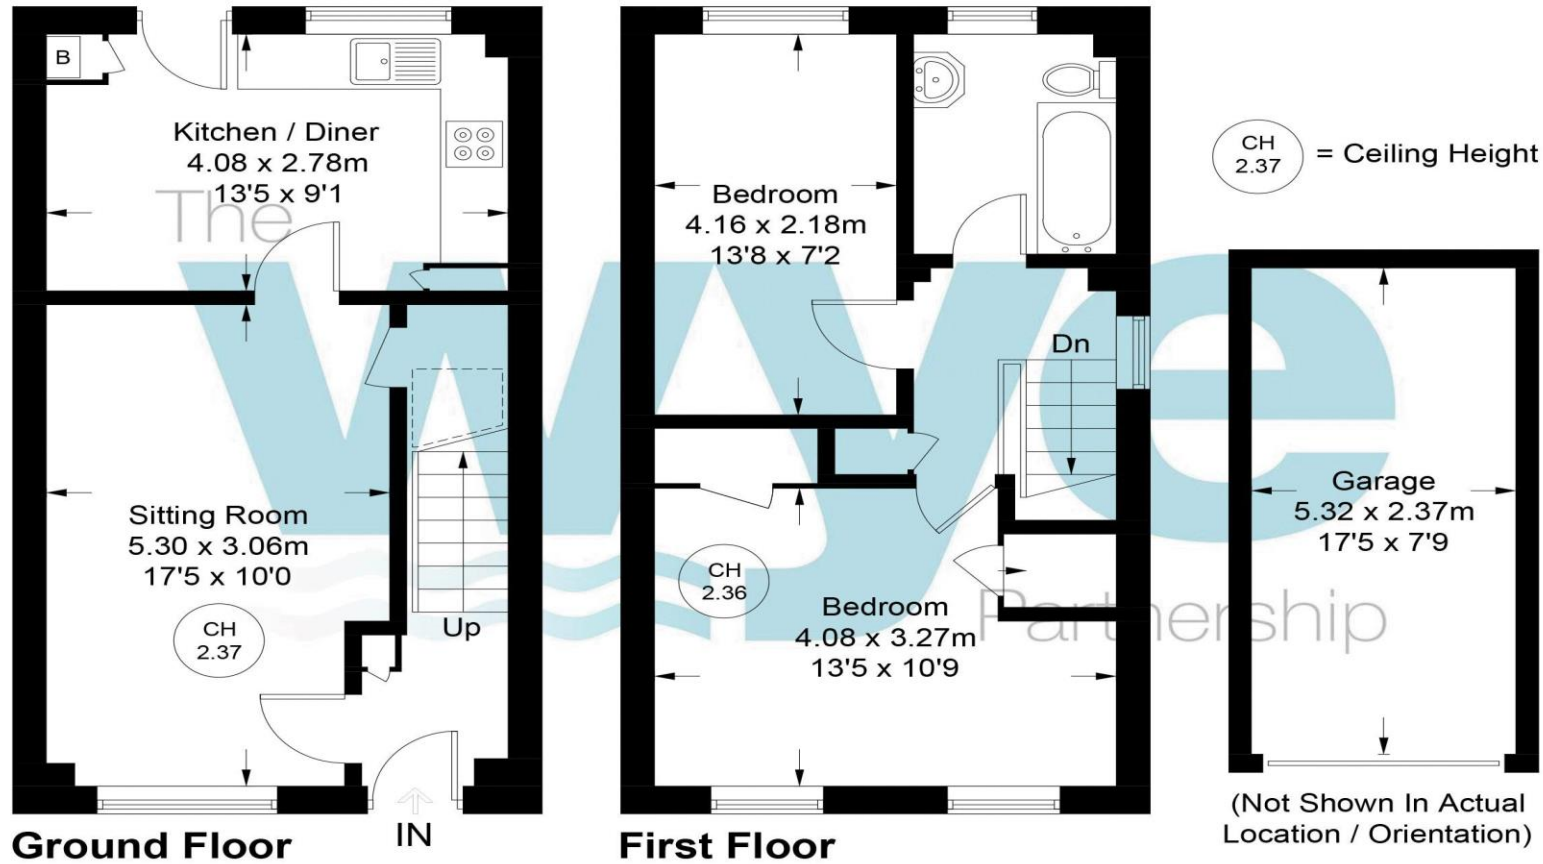 B
Kitchen / Diner
4.08 x 2.78m
13'5 x 9'1
Sitting Room
5.30 x 3.06m
17'5 x 10'0
CH
2.37
Up
IN
Ground Floor
Bedroom
4.16 x 2.18m
13'8 x 7'2
Dn
CH
2.36
Bedroom
4.08 x 3.27m
13'5 x 10'9
First Floor
CH
2.37
= Ceiling Height
Garage
5.32 x 2.37m
17'5 x 7'9
(Not Shown In Actual
Location / Orientation)
The
wye
Partnership